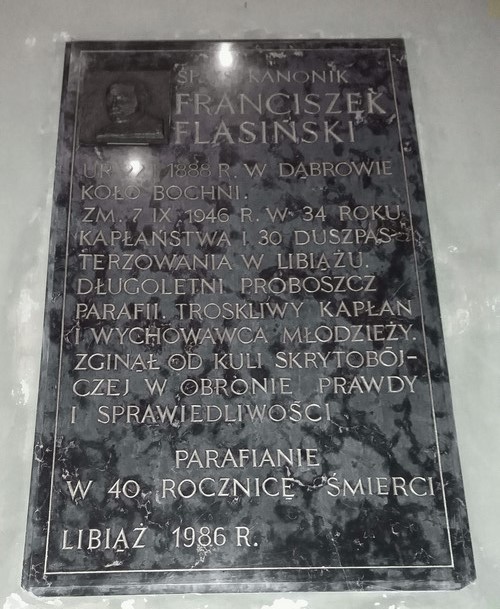 KANONIK
FRANCISZEK
FLASIŃSKI
UR. 1888 R. W DĄBROWIE
KOŁO BOCHNI.
ZM. 7 IX 1946 R. W 34 ROKU
KAPŁAŃSTWA I 30 DUSZPAS-
TERZOWANIA W LIBIĄŻU.
DŁUGOLETNI PROBOSZCZ
PARAFII. TROSKLIWY KAPŁAN
I WYCHOWAWCA MŁODZIEŻY.
ZGINĄŁ OD KULI SKRYTOBÓJ-
CZEJ W OBRONIE PRAWDY
I SPRAWIEDLIWOŚCI
PARAFIANIE
W 40 ROCZNICĘ ŚMIERCI
LIBIĄŻ 1986 R.